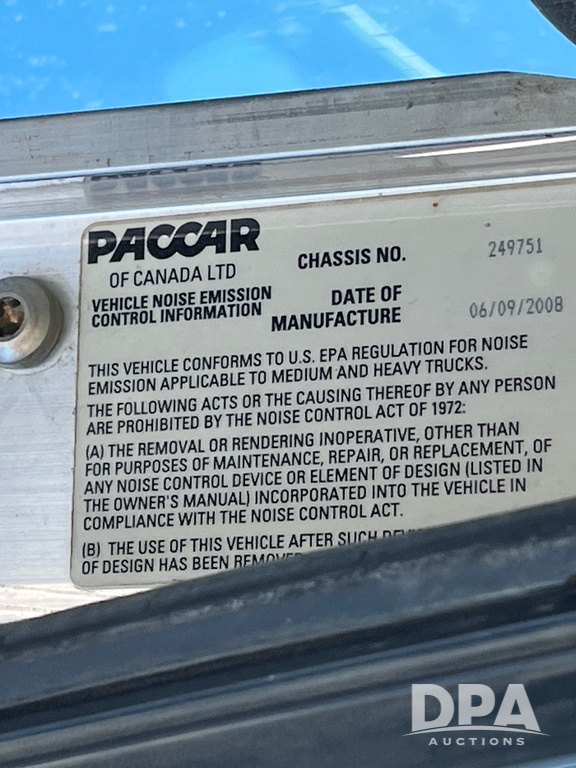 PACCAR
OF CANADA LTD
VEHICLE NOISE EMISSION
CONTROL INFORMATION
CHASSIS NO. 249751
DATE OF
MANUFACTURE 06/09/2008
THIS VEHICLE CONFORMS TO U.S. EPA REGULATION FOR NOISE
EMISSION APPLICABLE TO MEDIUM AND HEAVY TRUCKS.
THE FOLLOWING ACTS OR THE CAUSING THEREOF BY ANY PERSON
ARE PROHIBITED BY THE NOISE CONTROL ACT OF 1972:
(A) THE REMOVAL OR RENDERING INOPERATIVE, OTHER THAN
FOR PURPOSES OF MAINTENANCE, REPAIR, OR REPLACEMENT, OF
ANY NOISE CONTROL DEVICE OR ELEMENT OF DESIGN (LISTED IN
THE OWNER'S MANUAL) INCORPORATED INTO THE VEHICLE IN
COMPLIANCE WITH THE NOISE CONTROL ACT.
(B) THE USE OF THIS VEHICLE AFTER SUCH
OF DESIGN HAS BEEN
DPA
AUCTIONS